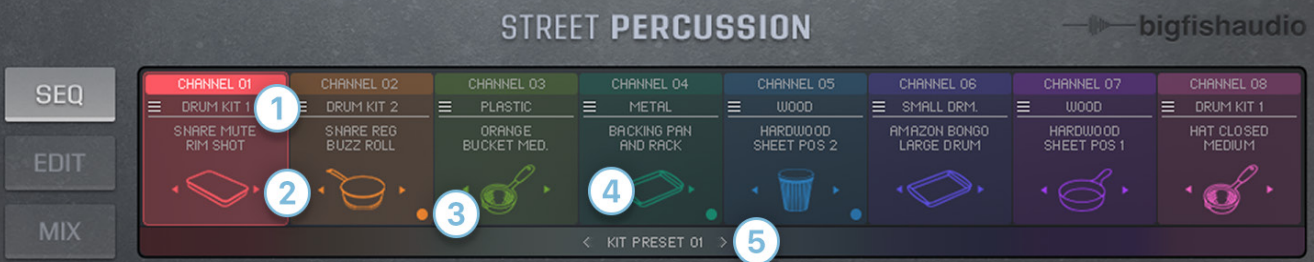 STREET PERCUSSION
bigfishaudio
SEQ
EDIT
MIX
CHANNEL 01
DRUM KIT 1
SNARE MUTE
RIM SHOT
CHANNEL 02
DRUM KIT 2
SNARE REG
BUZZ ROLL
CHANNEL 03
PLASTIC
ORANGE
BUCKET MED.
CHANNEL 04
METAL
BACKING PAN
AND RACK
CHANNEL 05
WOOD
HARDWOOD
SHEET POS 2
CHANNEL 06
SMALL DRM.
AMAZON BONGO
LARGE DRUM
CHANNEL 07
WOOD
HARDWOOD
SHEET POS 1
CHANNEL 08
DRUM KIT 1
HAT CLOSED
MEDIUM
1
2
3
4
< KIT PRESET 01 >
5